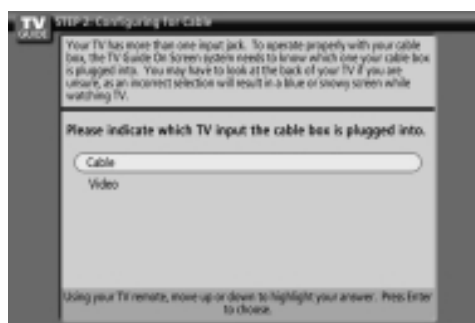 TV
GUIDE
STEP 2: Configuring for Cable
Your TV has more than one input jack. To operate properly with your cable
box, the TV Guide On Screen system needs to know which one your cable box
is plugged into. You may have to look at the back of your TV if you are
unsure, as an incorrect selection will result in a blue or snowy screen while
watching TV.
Please indicate which TV input the cable box is plugged into.
Cable
Video
Using your TV remote, move up or down to highlight your answer. Press Enter
to choose.